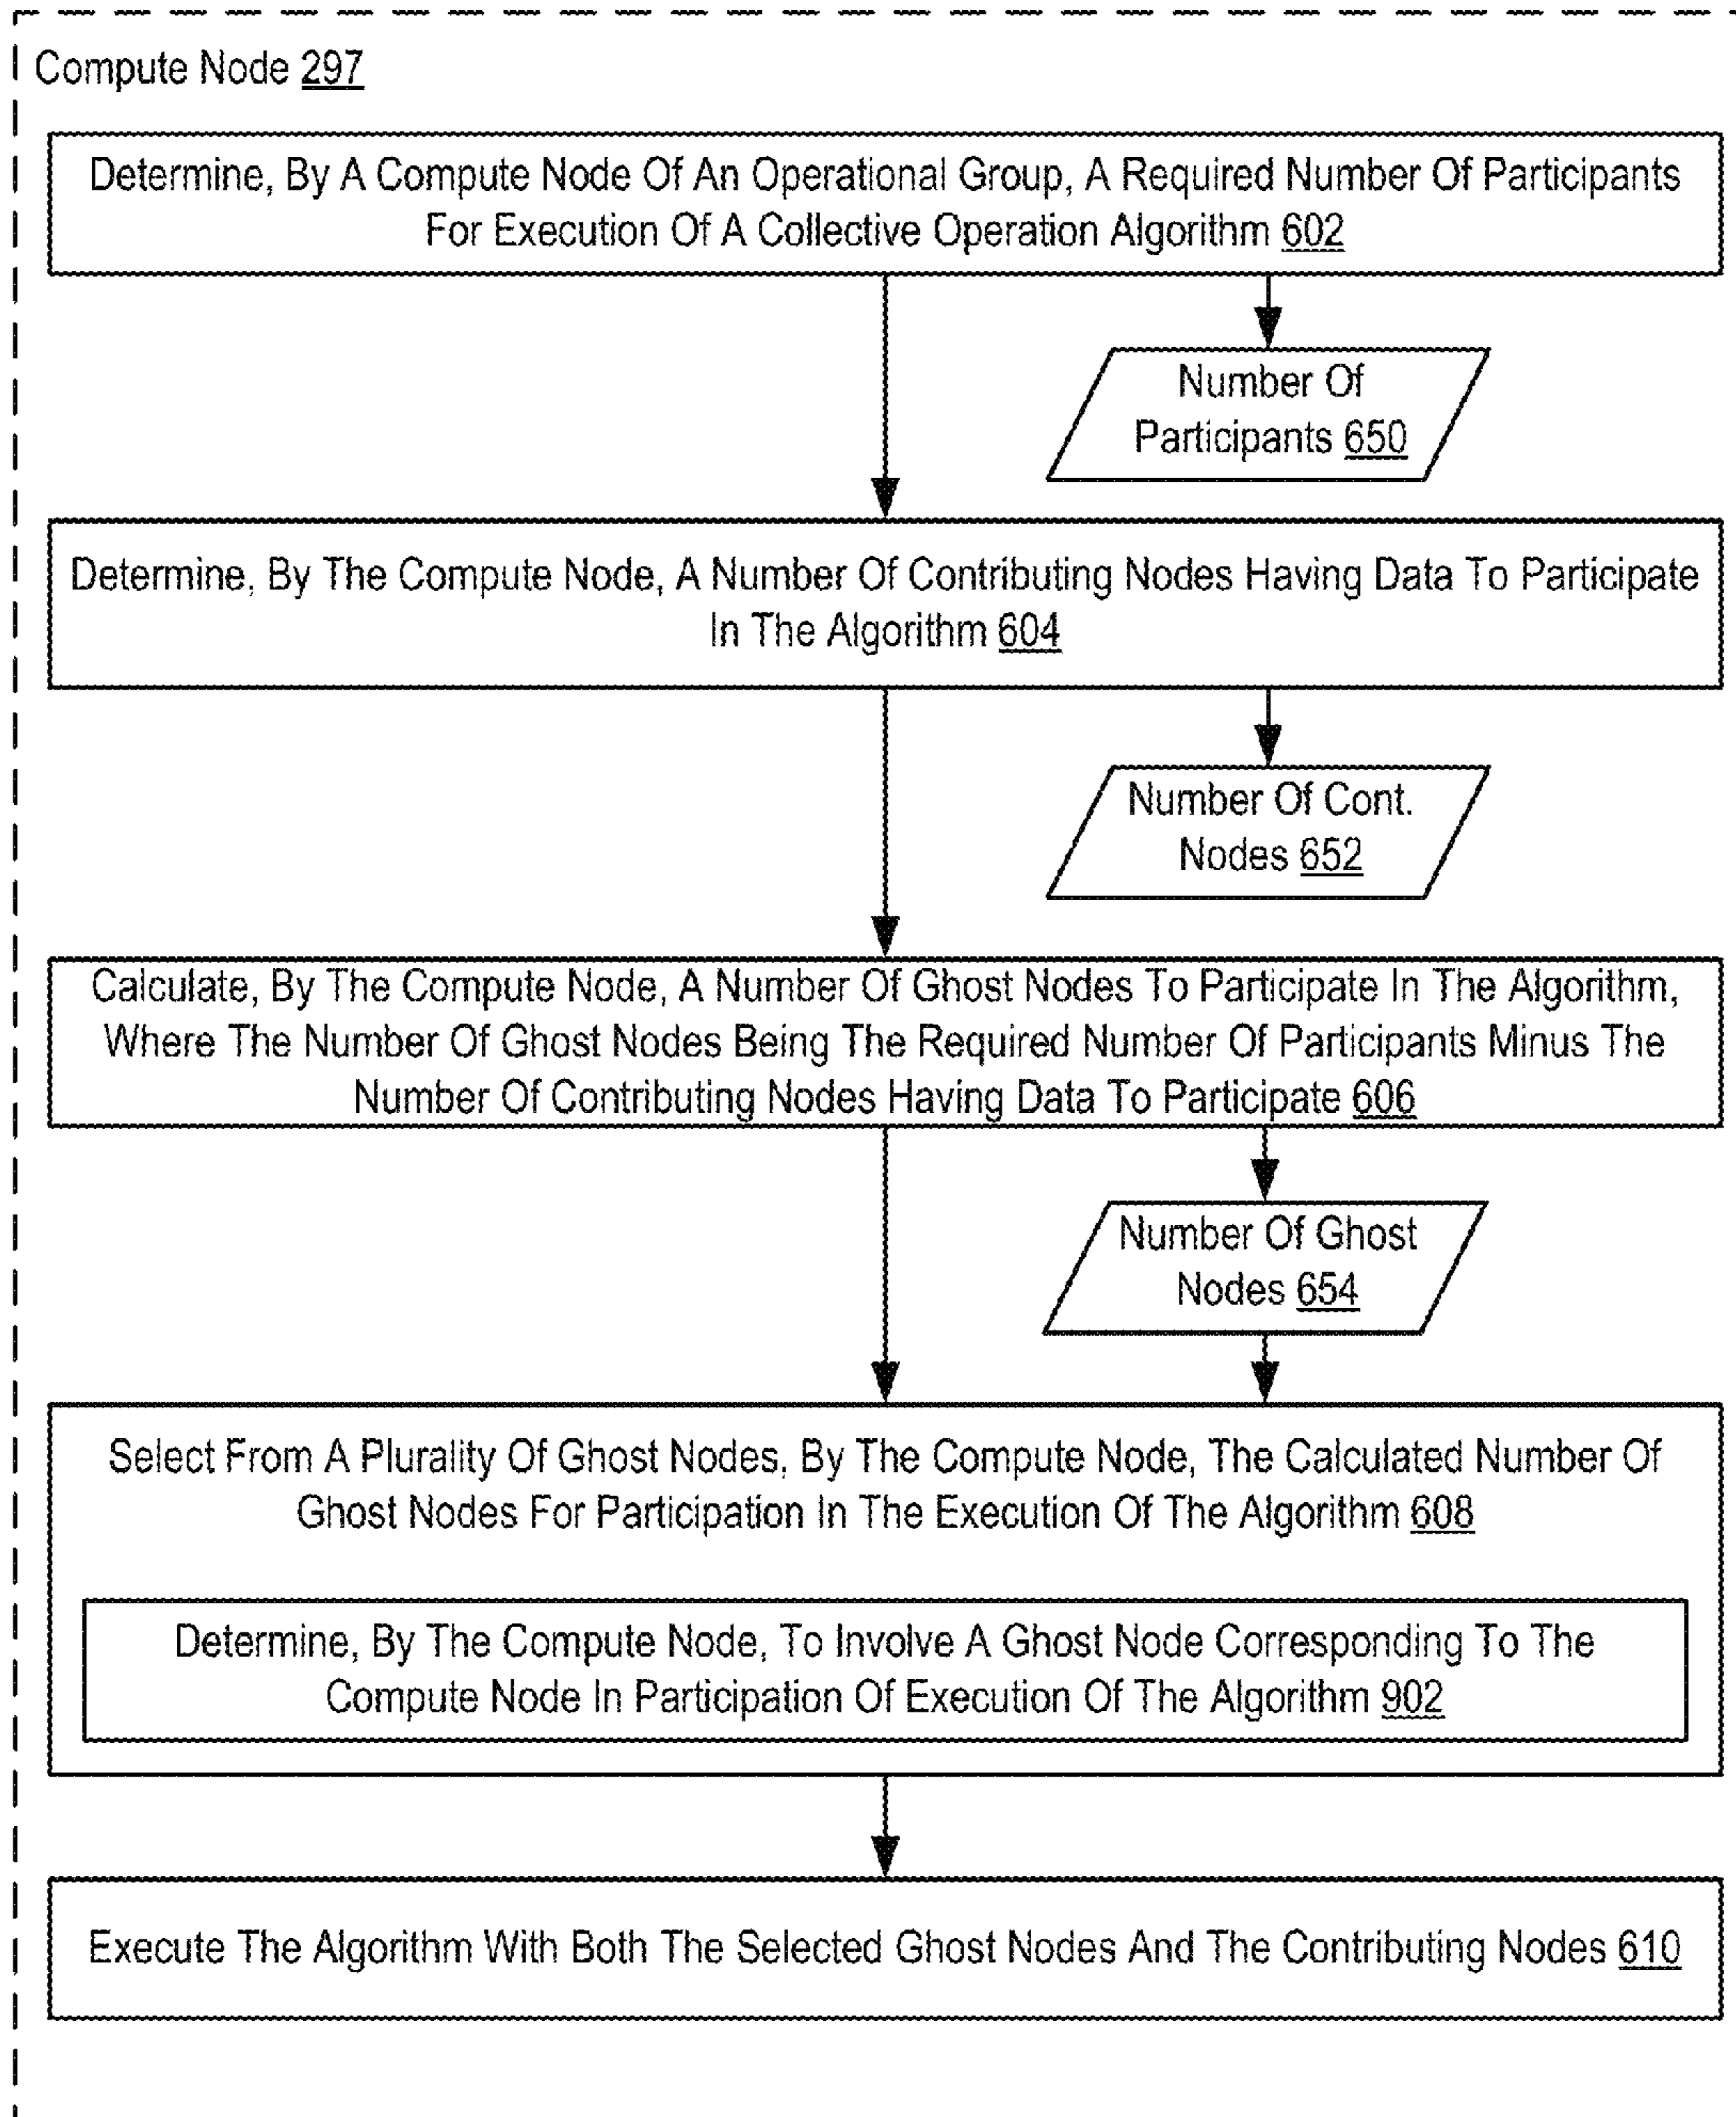 Compute Node 297
Determine, By A Compute Node Of An Operational Group, A Required Number Of Participants
For Execution Of A Collective Operation Algorithm 602
Number Of
Participants 650
Determine, By The Compute Node, A Number Of Contributing Nodes Having Data To Participate
In The Algorithm 604
Number Of Cont.
Nodes 652
Calculate, By The Compute Node, A Number Of Ghost Nodes To Participate In The Algorithm,
Where The Number Of Ghost Nodes Being The Required Number Of Participants Minus The
Number Of Contributing Nodes Having Data To Participate 606
Number Of Ghost
Nodes 654
Select From A Plurality Of Ghost Nodes, By The Compute Node, The Calculated Number Of
Ghost Nodes For Participation In The Execution Of The Algorithm 608
Determine, By The Compute Node, To Involve A Ghost Node Corresponding To The
Compute Node In Participation Of Execution Of The Algorithm 902
Execute The Algorithm With Both The Selected Ghost Nodes And The Contributing Nodes 610